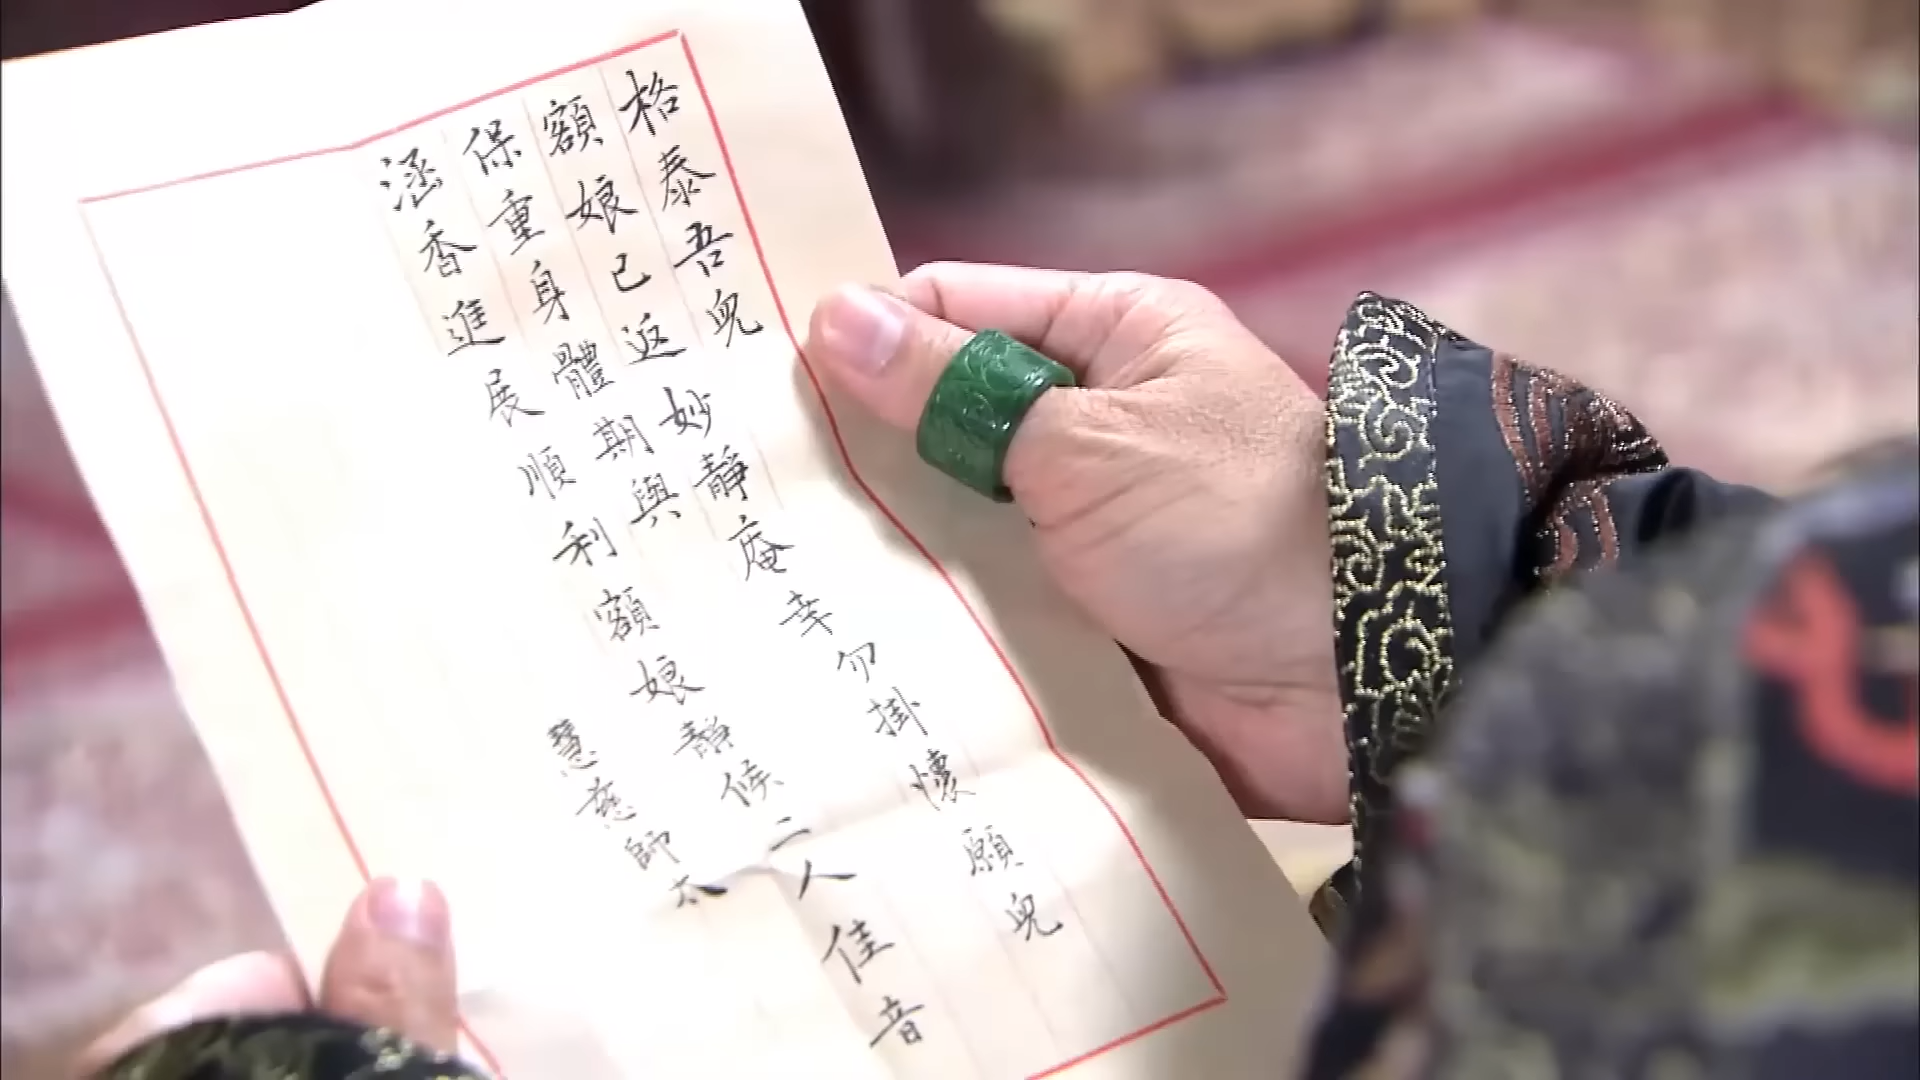 格泰吾兒
額娘已返妙靜庵幸勿掛懷願兒
保重身體期與
涵香進展順利額娘靜候二人佳音
慧慈師太